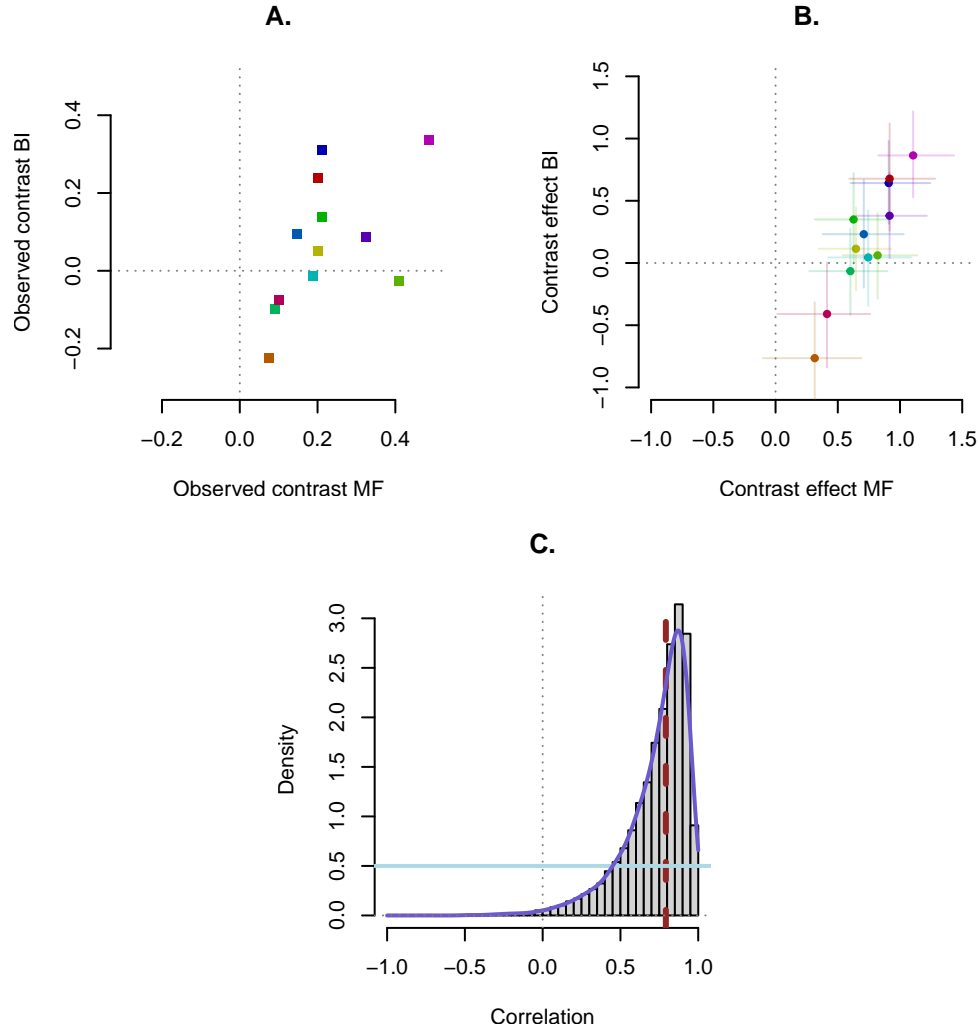 A.
Observed contrast BI
0.4
0.2
0.0
−0.2
−0.2 0.0 0.2 0.4
Observed contrast MF
B.
Contrast effect BI
1.5
1.0
0.5
0.0
−0.5
−1.0
−1.0 −0.5 0.0 0.5 1.0 1.5
Contrast effect MF
C.
Density
3.0
2.5
2.0
1.5
1.0
0.5
0.0
−1.0 −0.5 0.0 0.5 1.0
Correlation